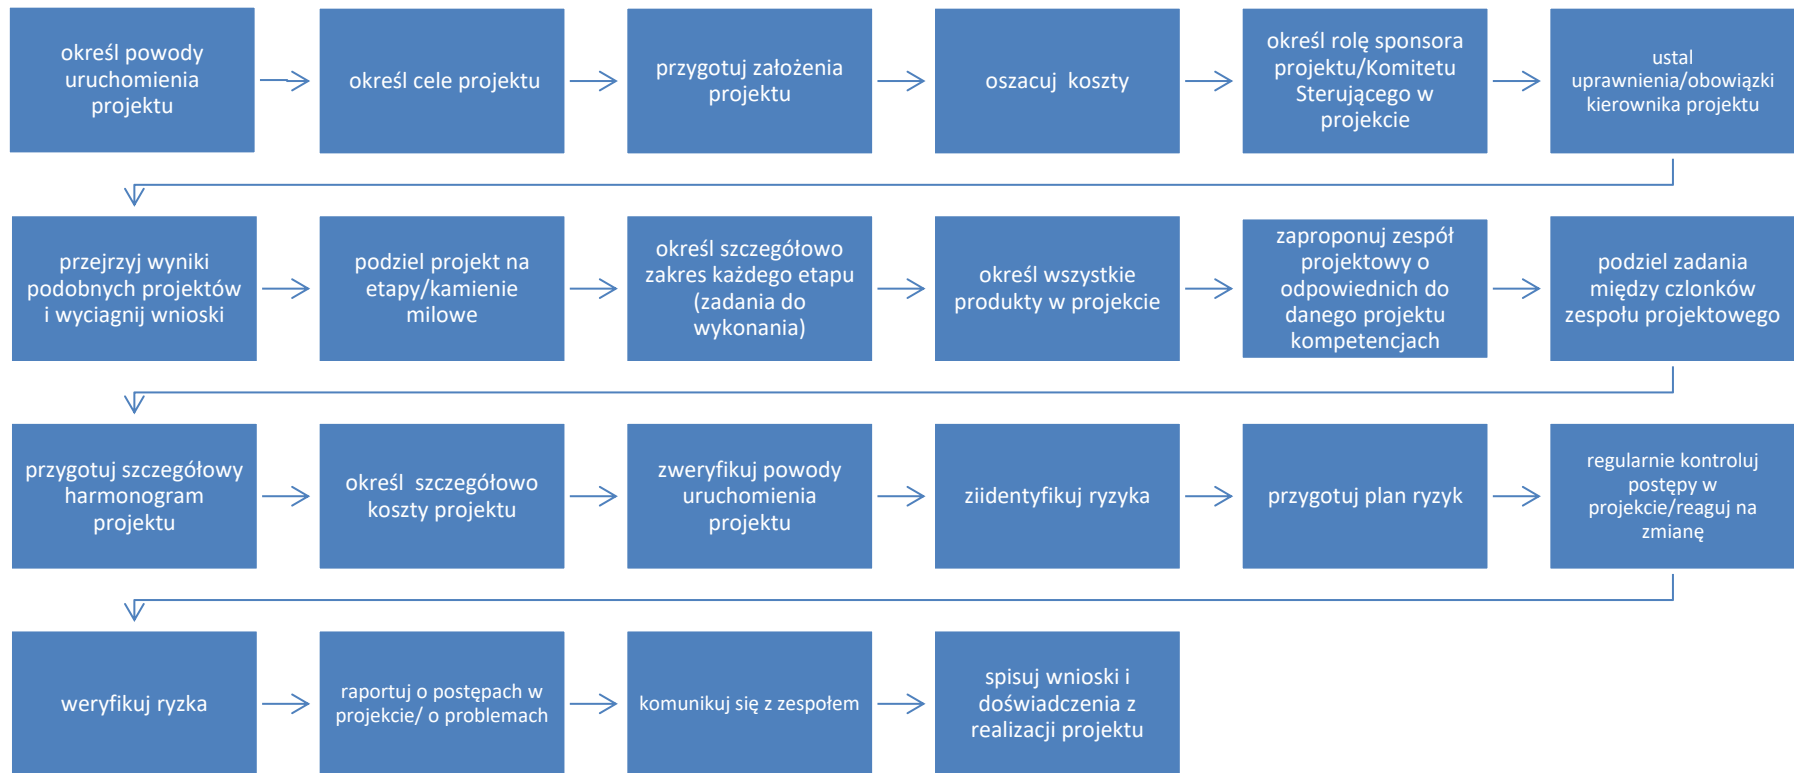 określ powody
uruchomienia
projektu
określ cele projektu
przygotuj założenia
projektu
oszacuj  koszty
określ rolę sponsora
projektu/Komitetu
Sterującego w
projekcie
ustal
uprawnienia/obowiązki
kierownika projektu
przejrzyj wyniki
podobnych projektów
i wyciagnij wnioski
podziel projekt na
etapy/kamienie
milowe
określ szczegółowo
zakres każdego etapu
(zadania do
wykonania)
określ wszystkie
produkty w projekcie
zaproponuj zespół
projektowy o
odpowiednich do
danego projektu
kompetencjach
podziel zadania
między członków
zespołu projektowego
przygotuj szczegółowy
harmonogram
projektu
określ  szczegółowo
koszty projektu
zweryfikuj powody
uruchomienia
projektu
ziidentyfikuj ryzyka
przygotuj plan ryzyk
regularnie kontroluj
postępy w
projekcie/reaguj na
zmianę
weryfikuj ryzka
raportuj o postępach w
projekcie/ o problemach
komunikuj się z zespołem
spisuj wnioski i
doświadczenia z
realizacji projektu